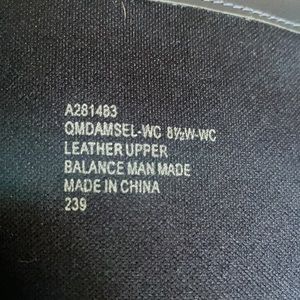 A281483
QMDAMSEL-WC 8½W-WC
LEATHER UPPER
BALANCE MAN MADE
MADE IN CHINA
239